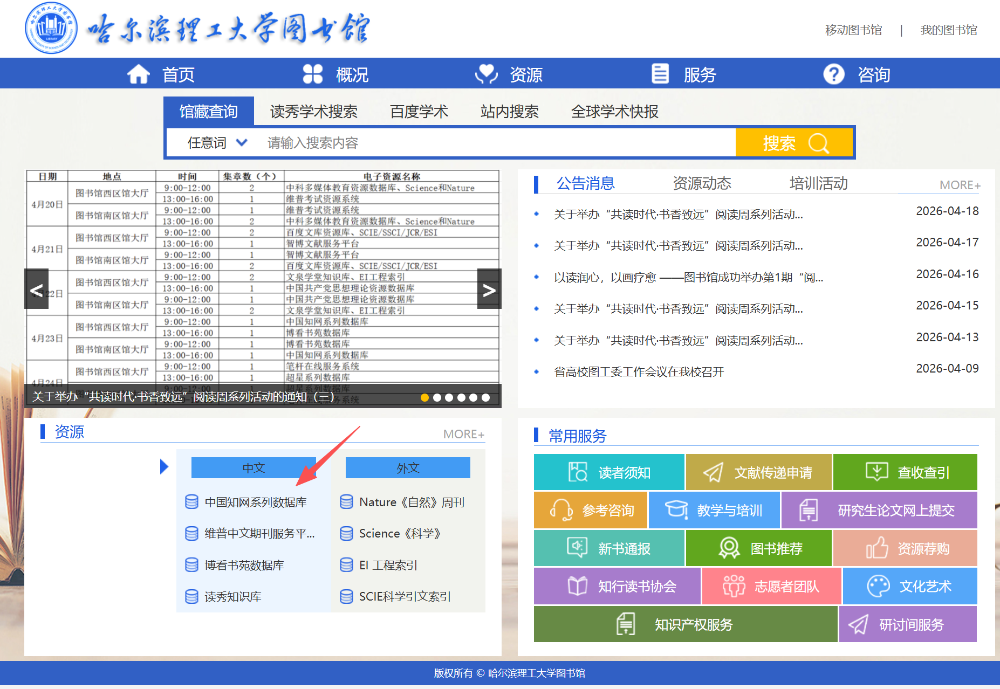 哈尔滨理工大学图书馆
LIBRARY
移动图书馆 | 我的图书馆
首页 概况 资源 服务 咨询
馆藏查询 读秀学术搜索 百度学术 站内搜索 全球学术快报
任意词 请输入搜索内容 搜索
日期 地点 时间 集章数（个） 电子资源名称
4月20日 图书馆西区馆大厅 9:00-12:00 2 中科多媒体教育资源数据库、Science和Nature
13:00-16:00 1 维普考试资源系统
图书馆南区馆大厅 9:00-12:00 1 维普考试资源系统
13:00-16:00 2 中科多媒体教育资源数据库、Science和Nature
4月21日 图书馆西区馆大厅 9:00-12:00 2 百度文库资源库、SCIE/SSCI/JCR/ESI
13:00-16:00 1 智博文献服务平台
图书馆南区馆大厅 9:00-12:00 1 智博文献服务平台
13:00-16:00 2 百度文库资源库、SCIE/SSCI/JCR/ESI
4月22日 图书馆西区馆大厅 9:00-12:00 2 文泉学堂知识库、EI工程索引
13:00-16:00 1 中国共产党思想理论资源数据库
图书馆南区馆大厅 9:00-12:00 1 中国共产党思想理论资源数据库
13:00-16:00 2 文泉学堂知识库、EI工程索引
4月23日 图书馆西区馆大厅 9:00-12:00 1 中国知网系列数据库
13:00-16:00 1 博看书苑数据库
图书馆南区馆大厅 9:00-12:00 1 博看书苑数据库
13:00-16:00 1 中国知网系列数据库
4月24日 图书馆西区馆大厅 9:00-12:00 1 笔杆在线服务系统
13:00-16:00 1 超星系列数据库
9:00-12:00 1 超星系列数据库
< >
关于举办“共读时代·书香致远”阅读周系列活动的通知（三）
公告消息 资源动态 培训活动 MORE+
关于举办“共读时代·书香致远”阅读周系列活动... 2026-04-18
关于举办“共读时代·书香致远”阅读周系列活动... 2026-04-17
以读润心，以画疗愈 ——图书馆成功举办第1期“阅... 2026-04-16
关于举办“共读时代·书香致远”阅读周系列活动... 2026-04-15
关于举办“共读时代·书香致远”阅读周系列活动... 2026-04-13
省高校图工委工作会议在我校召开 2026-04-09
资源 MORE+
中文 外文
中国知网系列数据库 Nature《自然》周刊
维普中文期刊服务平... Science《科学》
博看书苑数据库 EI 工程索引
读秀知识库 SCIE科学引文索引
常用服务
读者须知 文献传递申请 查收查引
参考咨询 教学与培训 研究生论文网上提交
新书通报 图书推荐 资源荐购
知行读书协会 志愿者团队 文化艺术
知识产权服务 研讨间服务
版权所有 © 哈尔滨理工大学图书馆